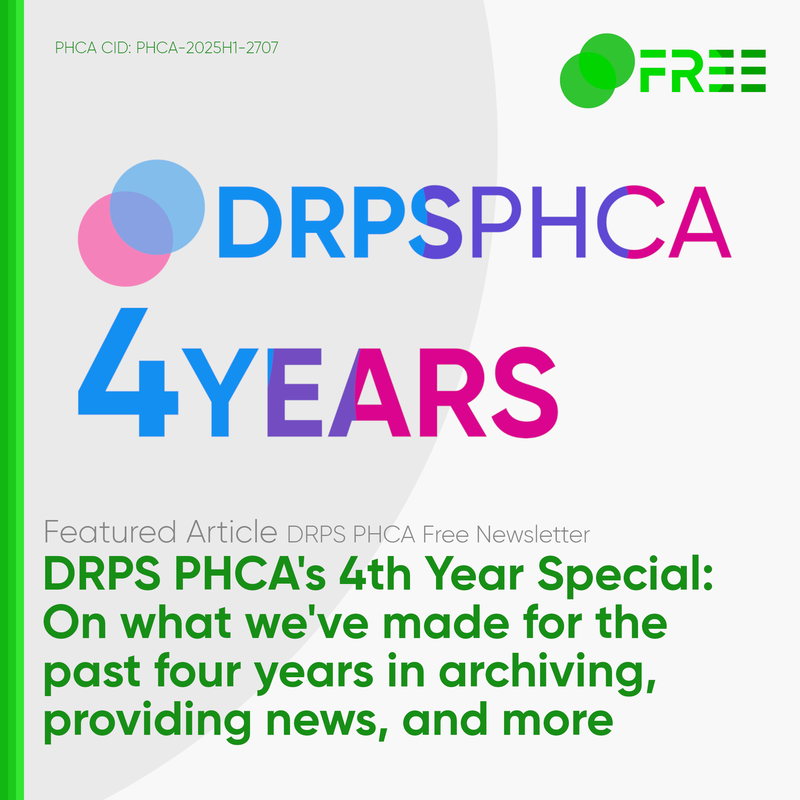 PHCA CID: PHCA-2025H1-2707
FREE
DRPSPHCA
4YEARS
Featured Article DRPS PHCA Free Newsletter
DRPS PHCA's 4th Year Special:
On what we've made for the
past four years in archiving,
providing news, and more